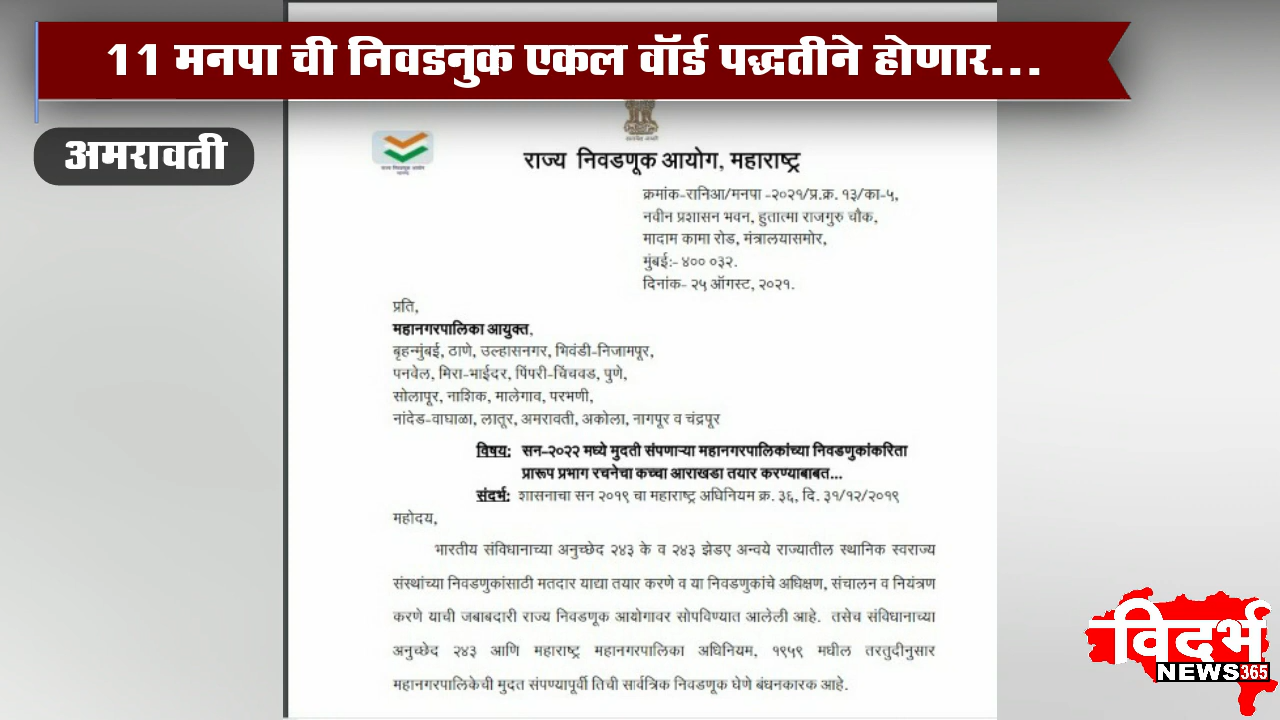 11 मनपा ची निवडनुक एकल वॉर्ड पद्धतीने होणार...
अमरावती
राज्य निवडणूक आयोग, महाराष्ट्र
क्रमांक-रानिआ/मनपा -२०२१/प्र.क्र. १३/का-५,
नवीन प्रशासन भवन, हुतात्मा राजगुरु चौक,
मादाम कामा रोड, मंत्रालयासमोर,
मुंबई:- ४०० ०३२.
दिनांक- २५ ऑगस्ट, २०२१.
प्रति,
महानगरपालिका आयुक्त,
बृहन्मुंबई, ठाणे, उल्हासनगर, भिवंडी-निजामपूर,
पनवेल, मिरा-भाईदर, पिंपरी-चिंचवड, पुणे,
सोलापूर, नाशिक, मालेगाव, परभणी,
नांदेड-वाघाळा, लातूर, अमरावती, अकोला, नागपूर व चंद्रपूर
विषय: सन-२०२२ मध्ये मुदती संपणाऱ्या महानगरपालिकांच्या निवडणुकांकरिता
प्रारूप प्रभाग रचनेचा कच्चा आराखडा तयार करण्याबाबत...
संदर्भ: शासनाचा सन २०१९ चा महाराष्ट्र अधिनियम क्र. ३६, दि. ३१/१२/२०१९
महोदय,
भारतीय संविधानाच्या अनुच्छेद २४३ के व २४३ झेडए अन्वये राज्यातील स्थानिक स्वराज्य
संस्थांच्या निवडणुकांसाठी मतदार याद्या तयार करणे व या निवडणुकांचे अधिक्षण, संचालन व नियंत्रण
करणे याची जबाबदारी राज्य निवडणूक आयोगावर सोपविण्यात आलेली आहे. तसेच संविधानाच्या
अनुच्छेद २४३ आणि महाराष्ट्र महानगरपालिका अधिनियम, १९५९ मधील तरतुदीनुसार
महानगरपालिकेची मुदत संपण्यापूर्वी तिची सार्वत्रिक निवडणूक घेणे बंधनकारक आहे.
विदर्भ
NEWS 365